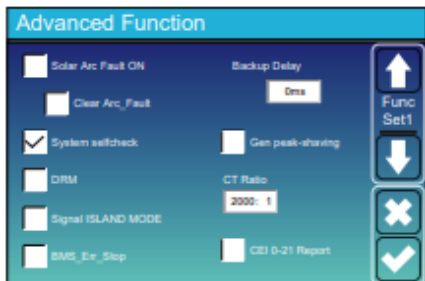 Advanced Function
Solar Arc Fault ON
Backup Delay
0ms
Clear Arc_Fault
Func
Set1
System selfcheck
Gen peak-shaving
DRM
CT Ratio
2000: 1
Signal ISLAND MODE
BMS_Err_Stop
CEI 0-21 Report